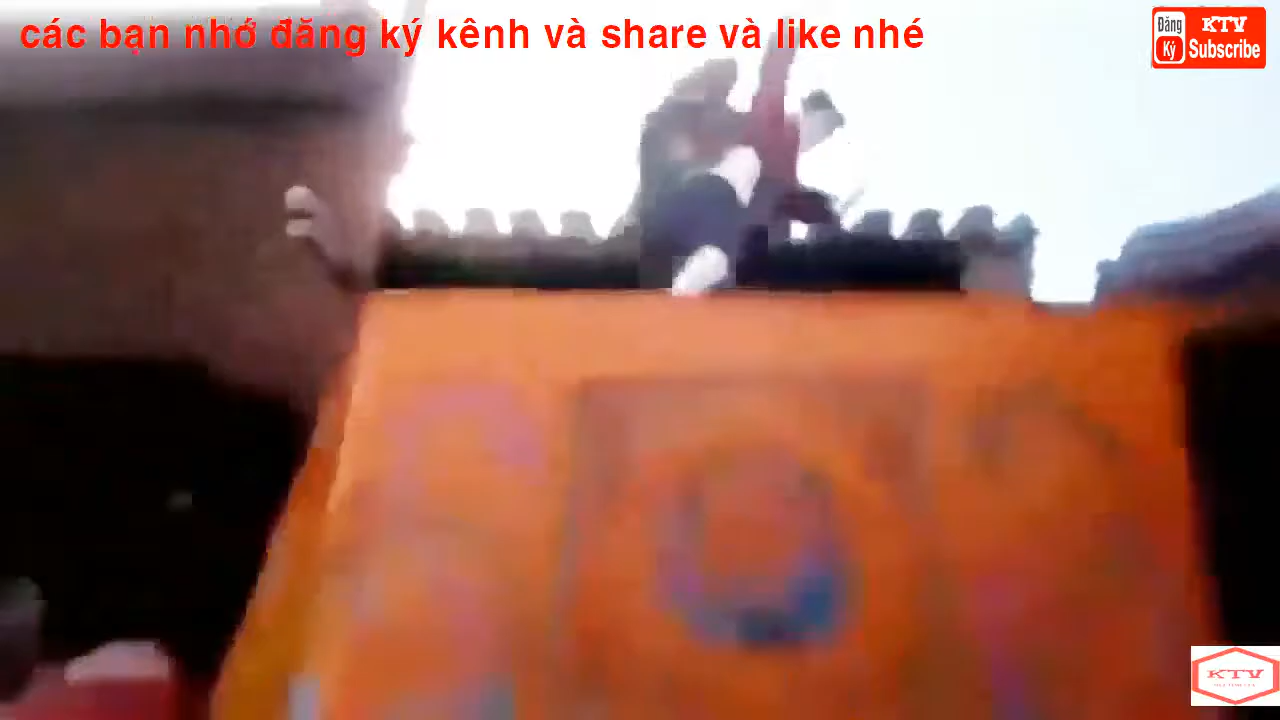 các bạn nhớ đăng ký kênh và share và like nhé
Đăng Ký
KTV Subscribe
KTV